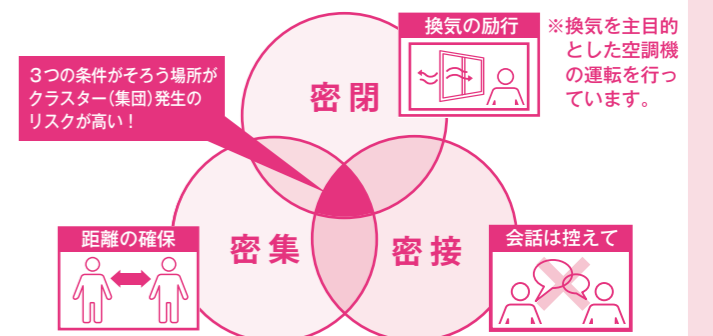 3つの条件がそろう場所が
クラスター(集団)発生の
リスクが高い！
密閉
換気の励行
※換気を主目的
とした空調機
の運転を行っ
ています。
距離の確保
密集
密接
会話は控えて